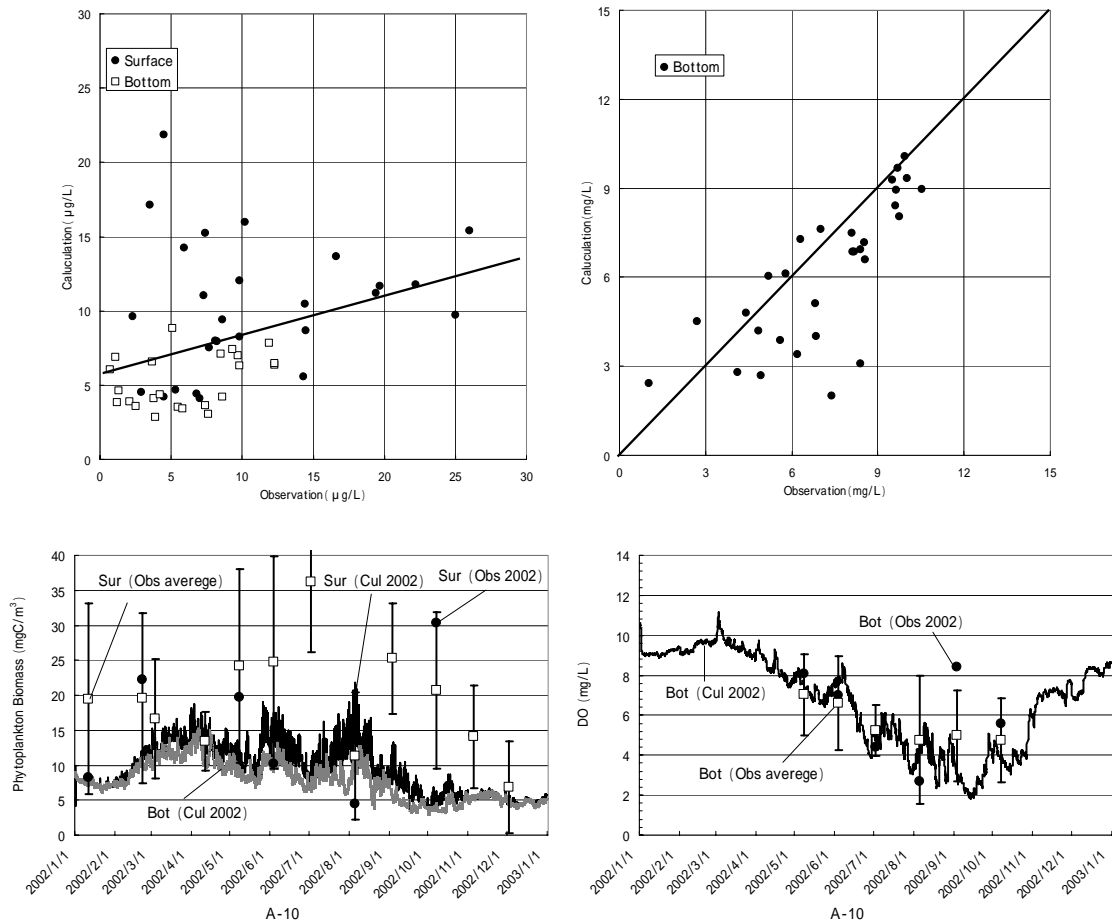 30
25
20
15
10
5
0
Caluculation(μg/L)
Surface
Bottom
0 5 10 15 20 25 30
Observation(μg/L)
15
12
9
6
3
0
Caluculation(mg/L)
Bottom
0 3 6 9 12 15
Observation(mg/L)
40
35
30
25
20
15
10
5
0
Phytoplankton Biomass (mgC/m³)
Sur (Obs averege)
Sur (Cul 2002)
Sur (Obs 2002)
Bot (Cul 2002)
2002/1/1 2002/2/1 2002/3/1 2002/4/1 2002/5/1 2002/6/1 2002/7/1 2002/8/1 2002/9/1 2002/10/1 2002/11/1 2002/12/1 2003/1/1
A-10
14
12
10
8
6
4
2
0
DO (mg/L)
Bot (Obs 2002)
Bot (Cul 2002)
Bot (Obs averege)
2002/1/1 2002/2/1 2002/3/1 2002/4/1 2002/5/1 2002/6/1 2002/7/1 2002/8/1 2002/9/1 2002/10/1 2002/11/1 2002/12/1 2003/1/1
A-10